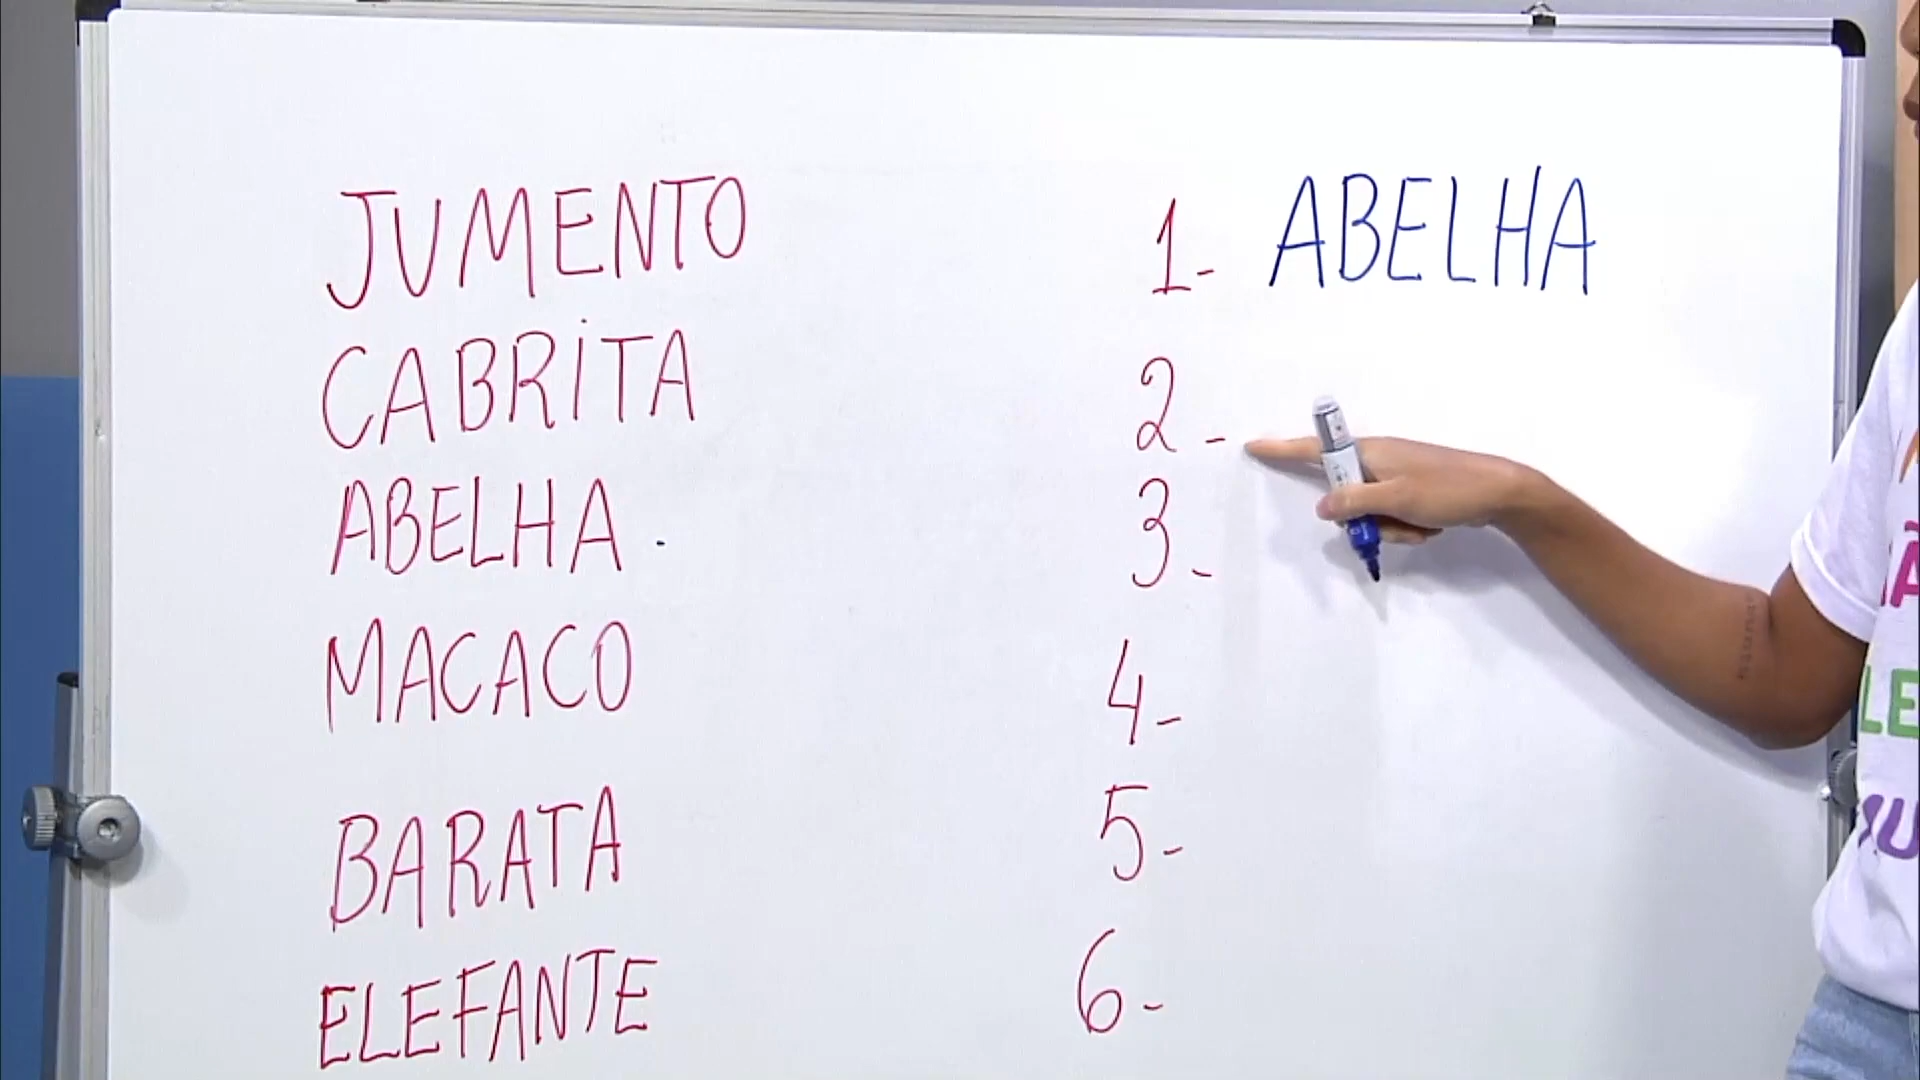 JUMENTO
CABRITA
ABELHA .
MACACO
BARATA
ELEFANTE
1- ABELHA
2-
3-
4-
5-
6-